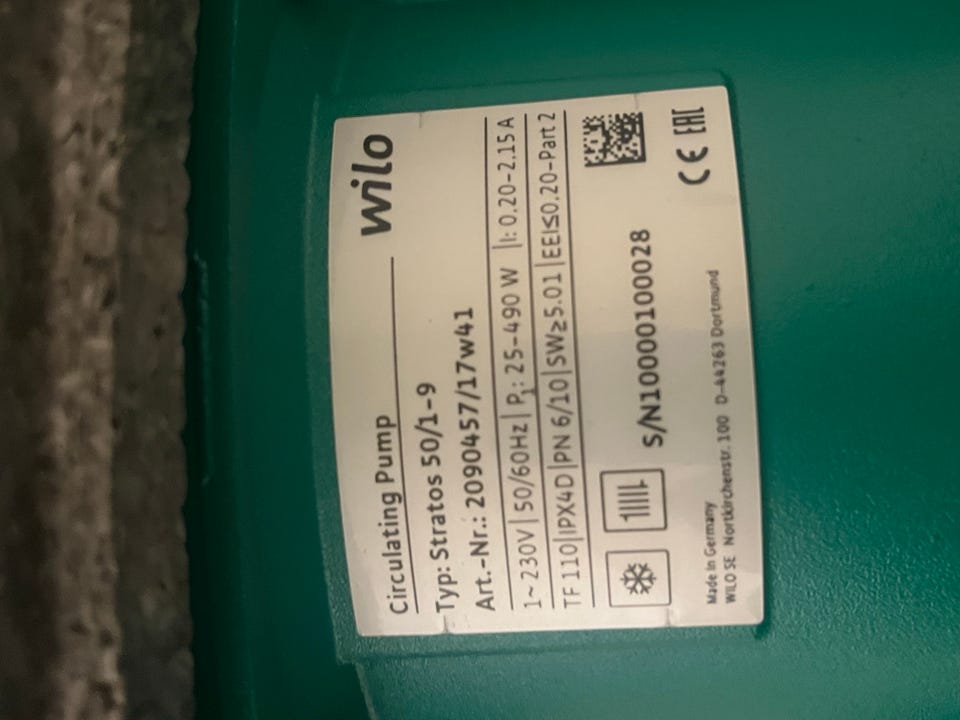 wilo
Circulating Pump
Typ: Stratos 50/1-9
Art.-Nr.: 2090457/17w41
1~230V|50/60Hz|P₁: 25-490 W |I: 0.20-2.15 A
TF 110|IPX4D|PN 6/10|SW≥5.01|EEI≤0.20-Part 2
S/N1000010​0028
CE EAC
Made in Germany
WILO SE Nortkirchenstr. 100 D-44263 Dortmund